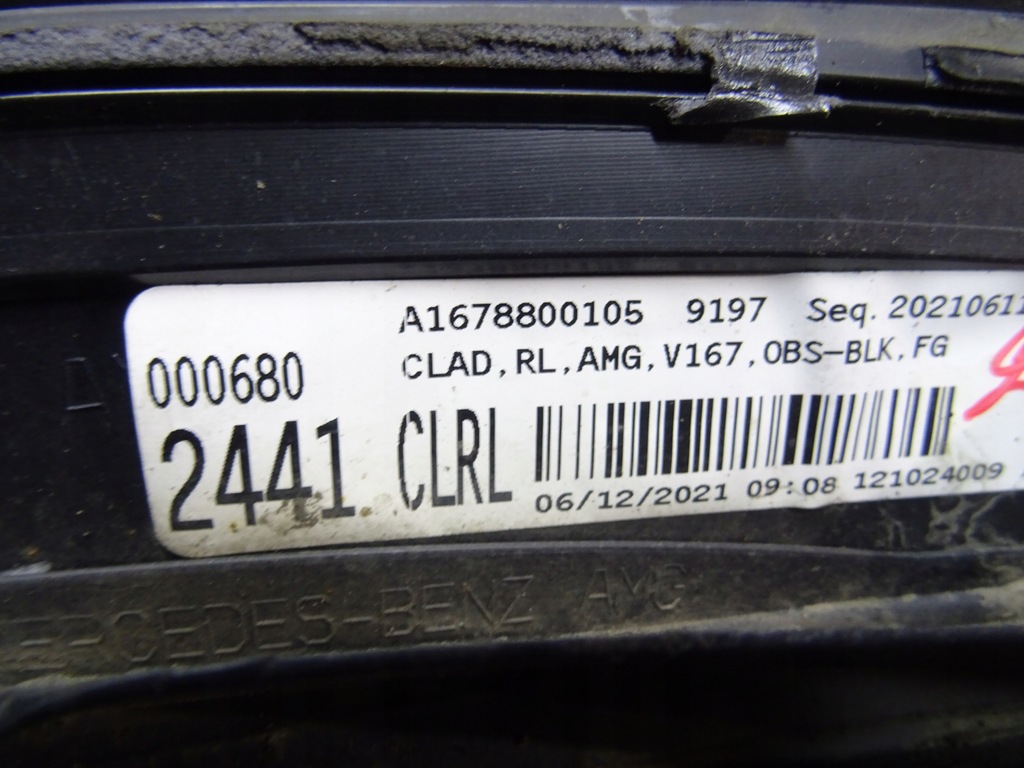 A1678800105 9197 Seq. 20210611
000680 CLAD, RL, AMG, V167, OBS-BLK, FG
2441 CLRL
06/12/2021 09:08 121024009
MERCEDES-BENZ AMG